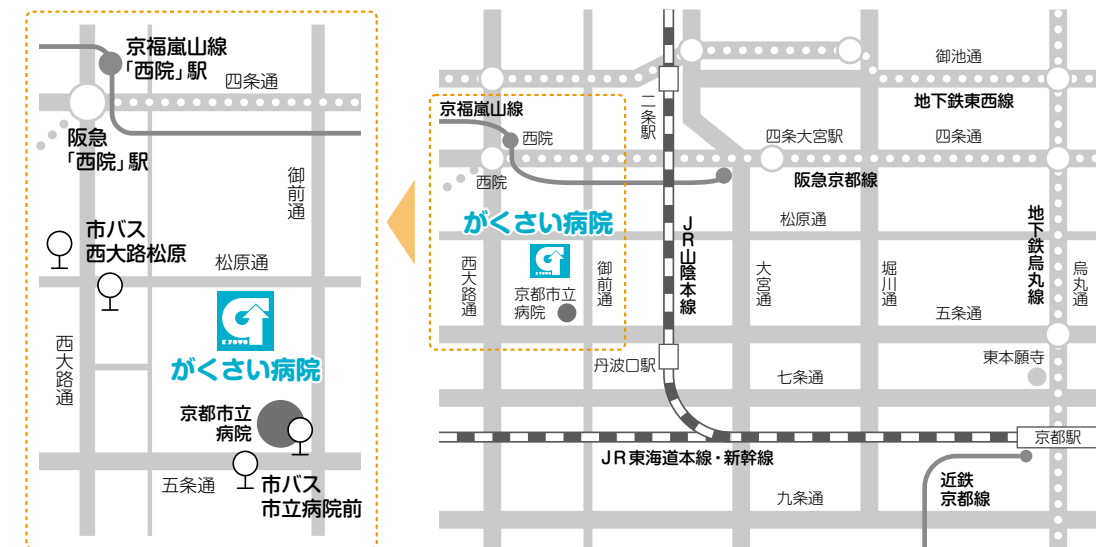 京福嵐山線
「西院」駅
四条通
阪急
「西院」駅
御前通
市バス
西大路松原
松原通
西大路通
がくさい病院
京都市立
病院
五条通
市バス
市立病院前
御池通
地下鉄東西線
二条駅
京福嵐山線
西院
四条大宮駅
四条通
西院
阪急京都線
がくさい病院
松原通
JR山陰本線
地下鉄烏丸線
西大路通
御前通
大宮通
堀川通
烏丸通
京都市立
病院
五条通
丹波口駅
東本願寺
七条通
京都駅
JR東海道本線・新幹線
近鉄
京都線
九条通